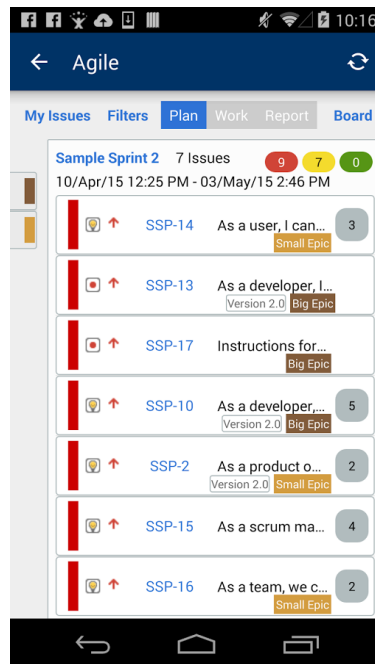 10:16
Agile
My Issues Filters Plan Work Report Board
Sample Sprint 2 7 Issues 9 7 0
10/Apr/15 12:25 PM - 03/May/15 2:46 PM
SSP-14 As a user, I can... 3
Small Epic
SSP-13 As a developer, I...
Version 2.0 Big Epic
SSP-17 Instructions for...
Big Epic
SSP-10 As a developer,... 5
Version 2.0 Big Epic
SSP-2 As a product o... 2
Version 2.0 Small Epic
SSP-15 As a scrum ma... 4
SSP-16 As a team, we c... 2
Small Epic